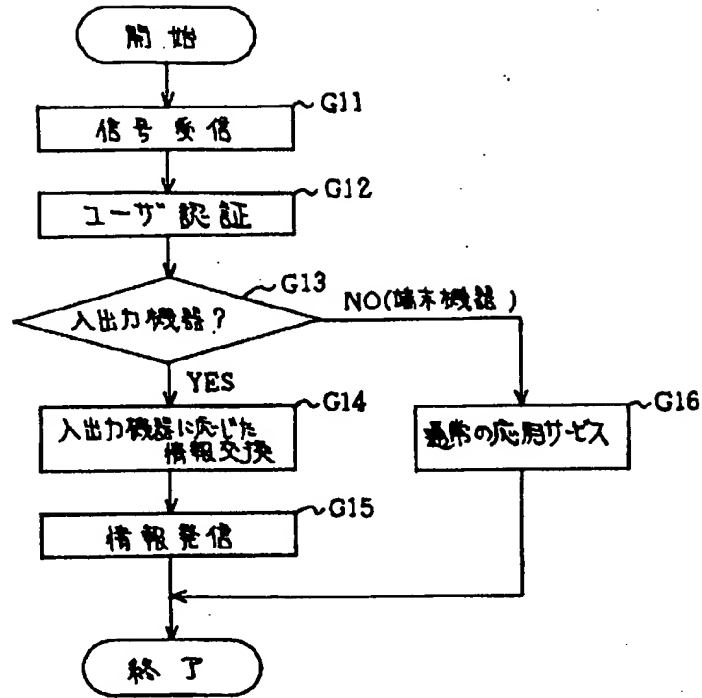 開始
G11
信号受信
G12
ユーザ認証
G13
入出力機器?
NO(端末機器)
YES
G14
入出力機器に応じた
情報交換
G16
通常の応用サービス
G15
情報発信
終了